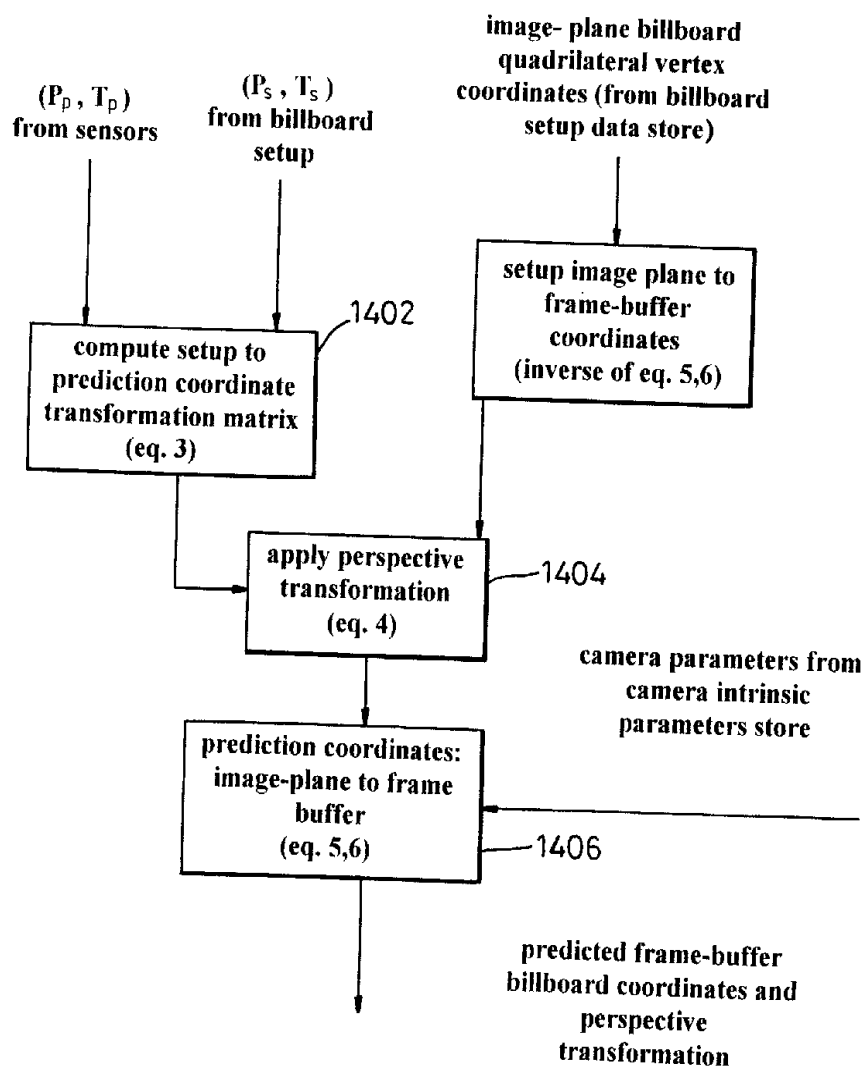 (Pp , Tp )
from sensors
(Ps , Ts )
from billboard
setup
image- plane billboard
quadrilateral vertex
coordinates (from billboard
setup data store)
1402
compute setup to
prediction coordinate
transformation matrix
(eq. 3)
setup image plane to
frame-buffer
coordinates
(inverse of eq. 5,6)
apply perspective
transformation
(eq. 4)
1404
camera parameters from
camera intrinsic
parameters store
prediction coordinates:
image-plane to frame
buffer
(eq. 5,6)
1406
predicted frame-buffer
billboard coordinates and
perspective
transformation